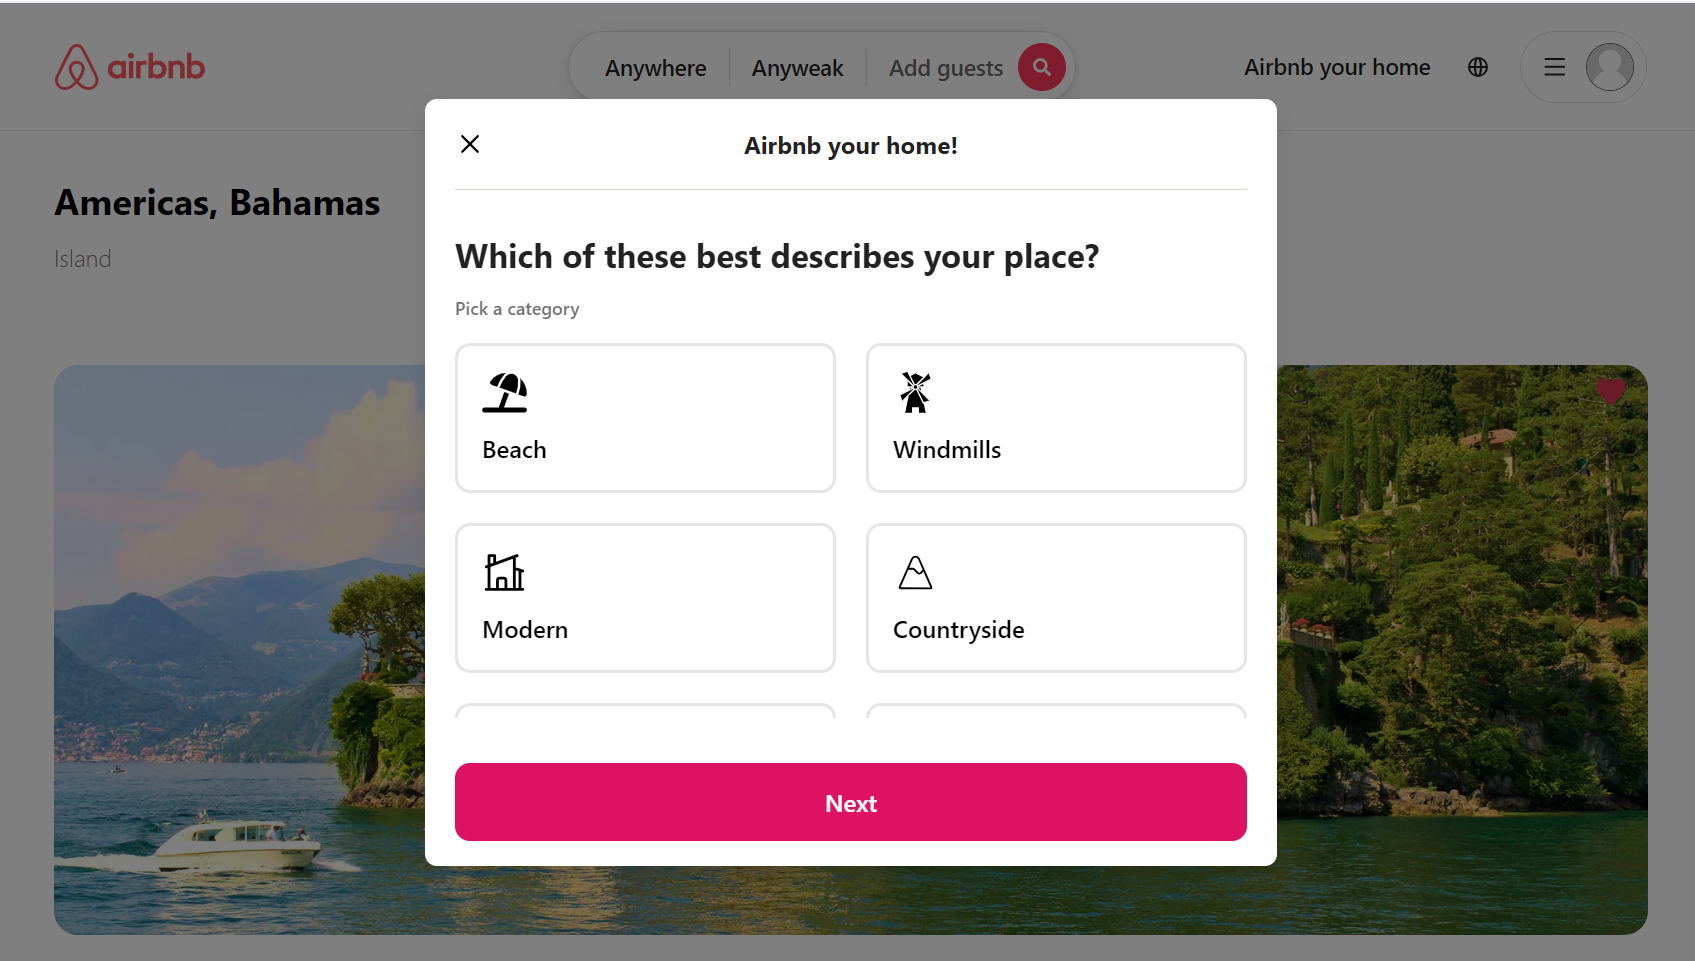 airbnb
Anywhere Anyweak Add guests
Airbnb your home
Airbnb your home!
Americas, Bahamas
Island
Which of these best describes your place?
Pick a category
Beach
Windmills
Modern
Countryside
Next